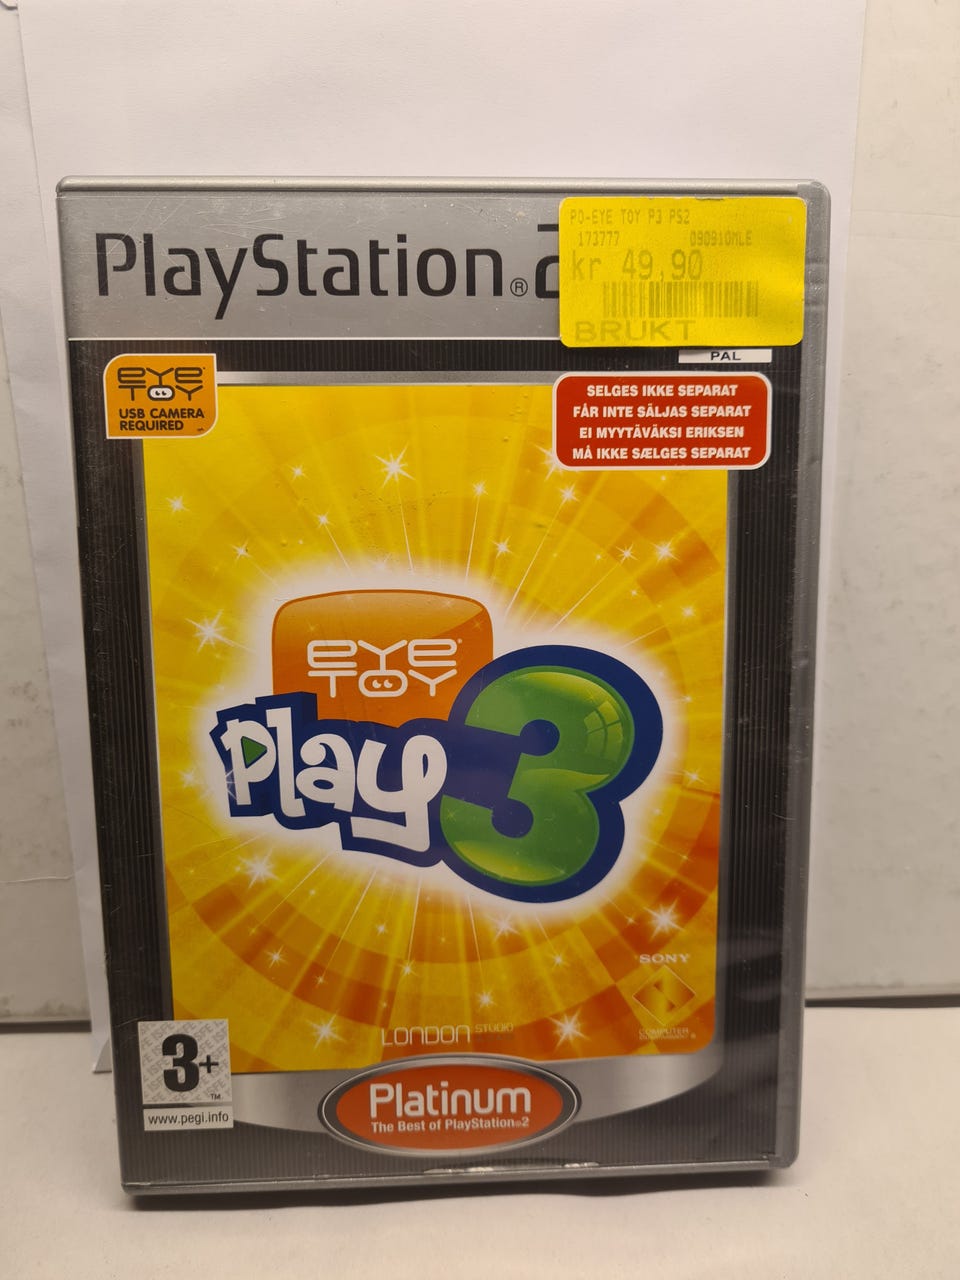 PlayStation®2
PO-EYE TOY P3 PS2
173777 090910MLE
kr 49,90
BRUKT
PAL
EYE
TOY
USB CAMERA
REQUIRED
SELGES IKKE SEPARAT
FÅR INTE SÄLJAS SEPARAT
EI MYYTÄVÄKSI ERIKSEN
MÅ IKKE SÆLGES SEPARAT
EYE
TOY
Play 3
SONY
COMPUTER
ENTERTAINMENT ®
LONDON STUDIO
3+
™
www.pegi.info
Platinum
The Best of PlayStation®2